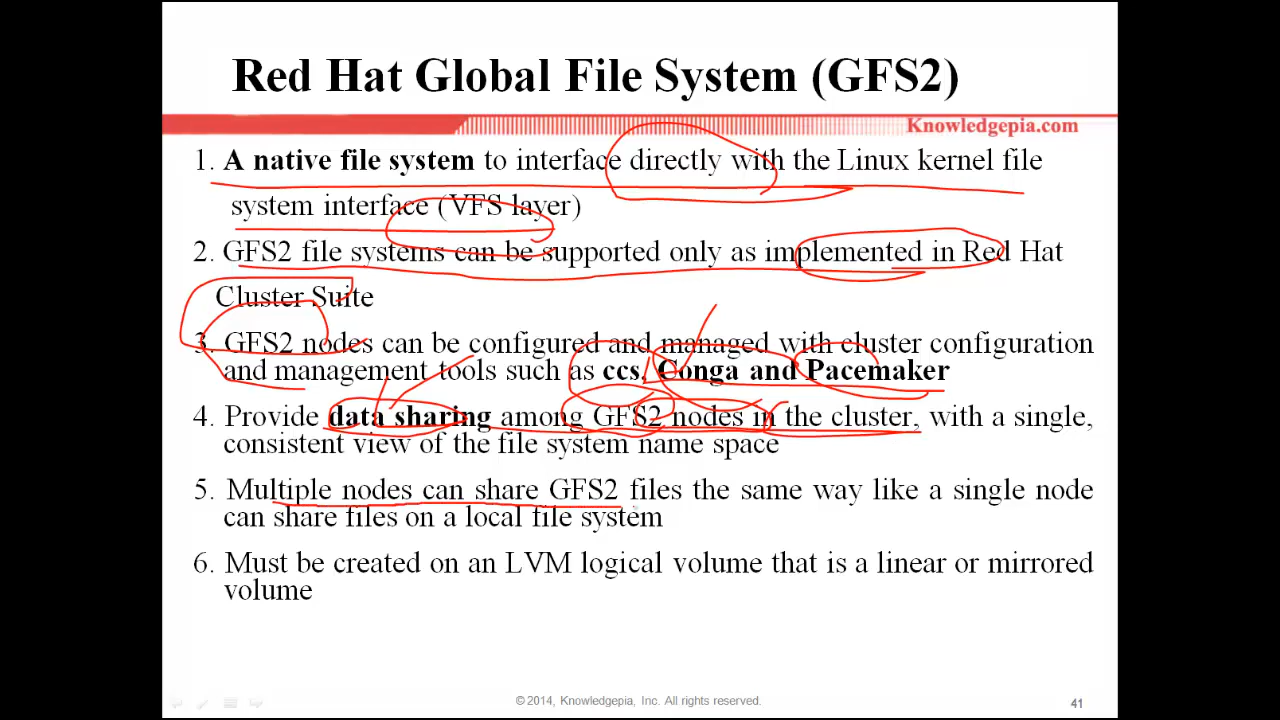 Red Hat Global File System (GFS2)
Knowledgepia.com
1. A native file system to interface directly with the Linux kernel file
system interface (VFS layer)
2. GFS2 file systems can be supported only as implemented in Red Hat
Cluster Suite
3. GFS2 nodes can be configured and managed with cluster configuration
and management tools such as ccs, Conga and Pacemaker
4. Provide data sharing among GFS2 nodes in the cluster, with a single,
consistent view of the file system name space
5. Multiple nodes can share GFS2 files the same way like a single node
can share files on a local file system
6. Must be created on an LVM logical volume that is a linear or mirrored
volume
© 2014, Knowledgepia, Inc. All rights reserved.
41